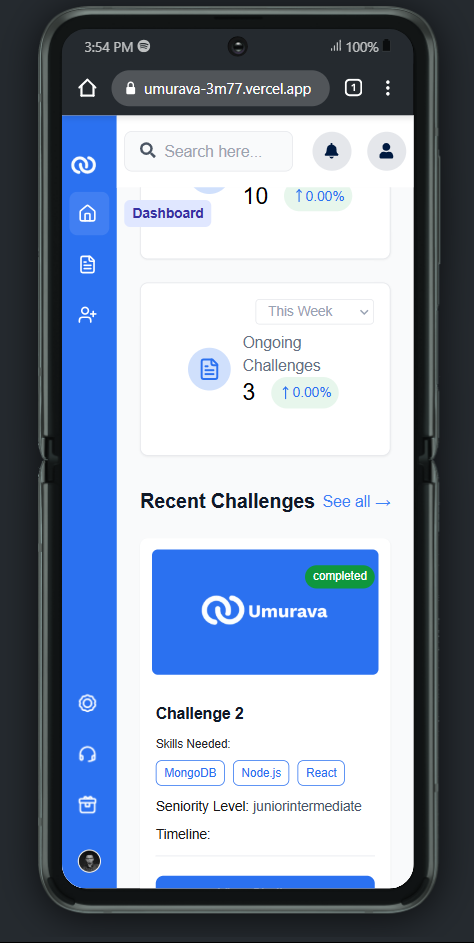 3:54 PM
100%
umurava-3m77.vercel.app
1
Search here...
10 ↑0.00%
Dashboard
This Week
Ongoing
Challenges
3 ↑0.00%
Recent Challenges See all →
completed
Umurava
Challenge 2
Skills Needed:
MongoDB Node.js React
Seniority Level: juniorintermediate
Timeline: